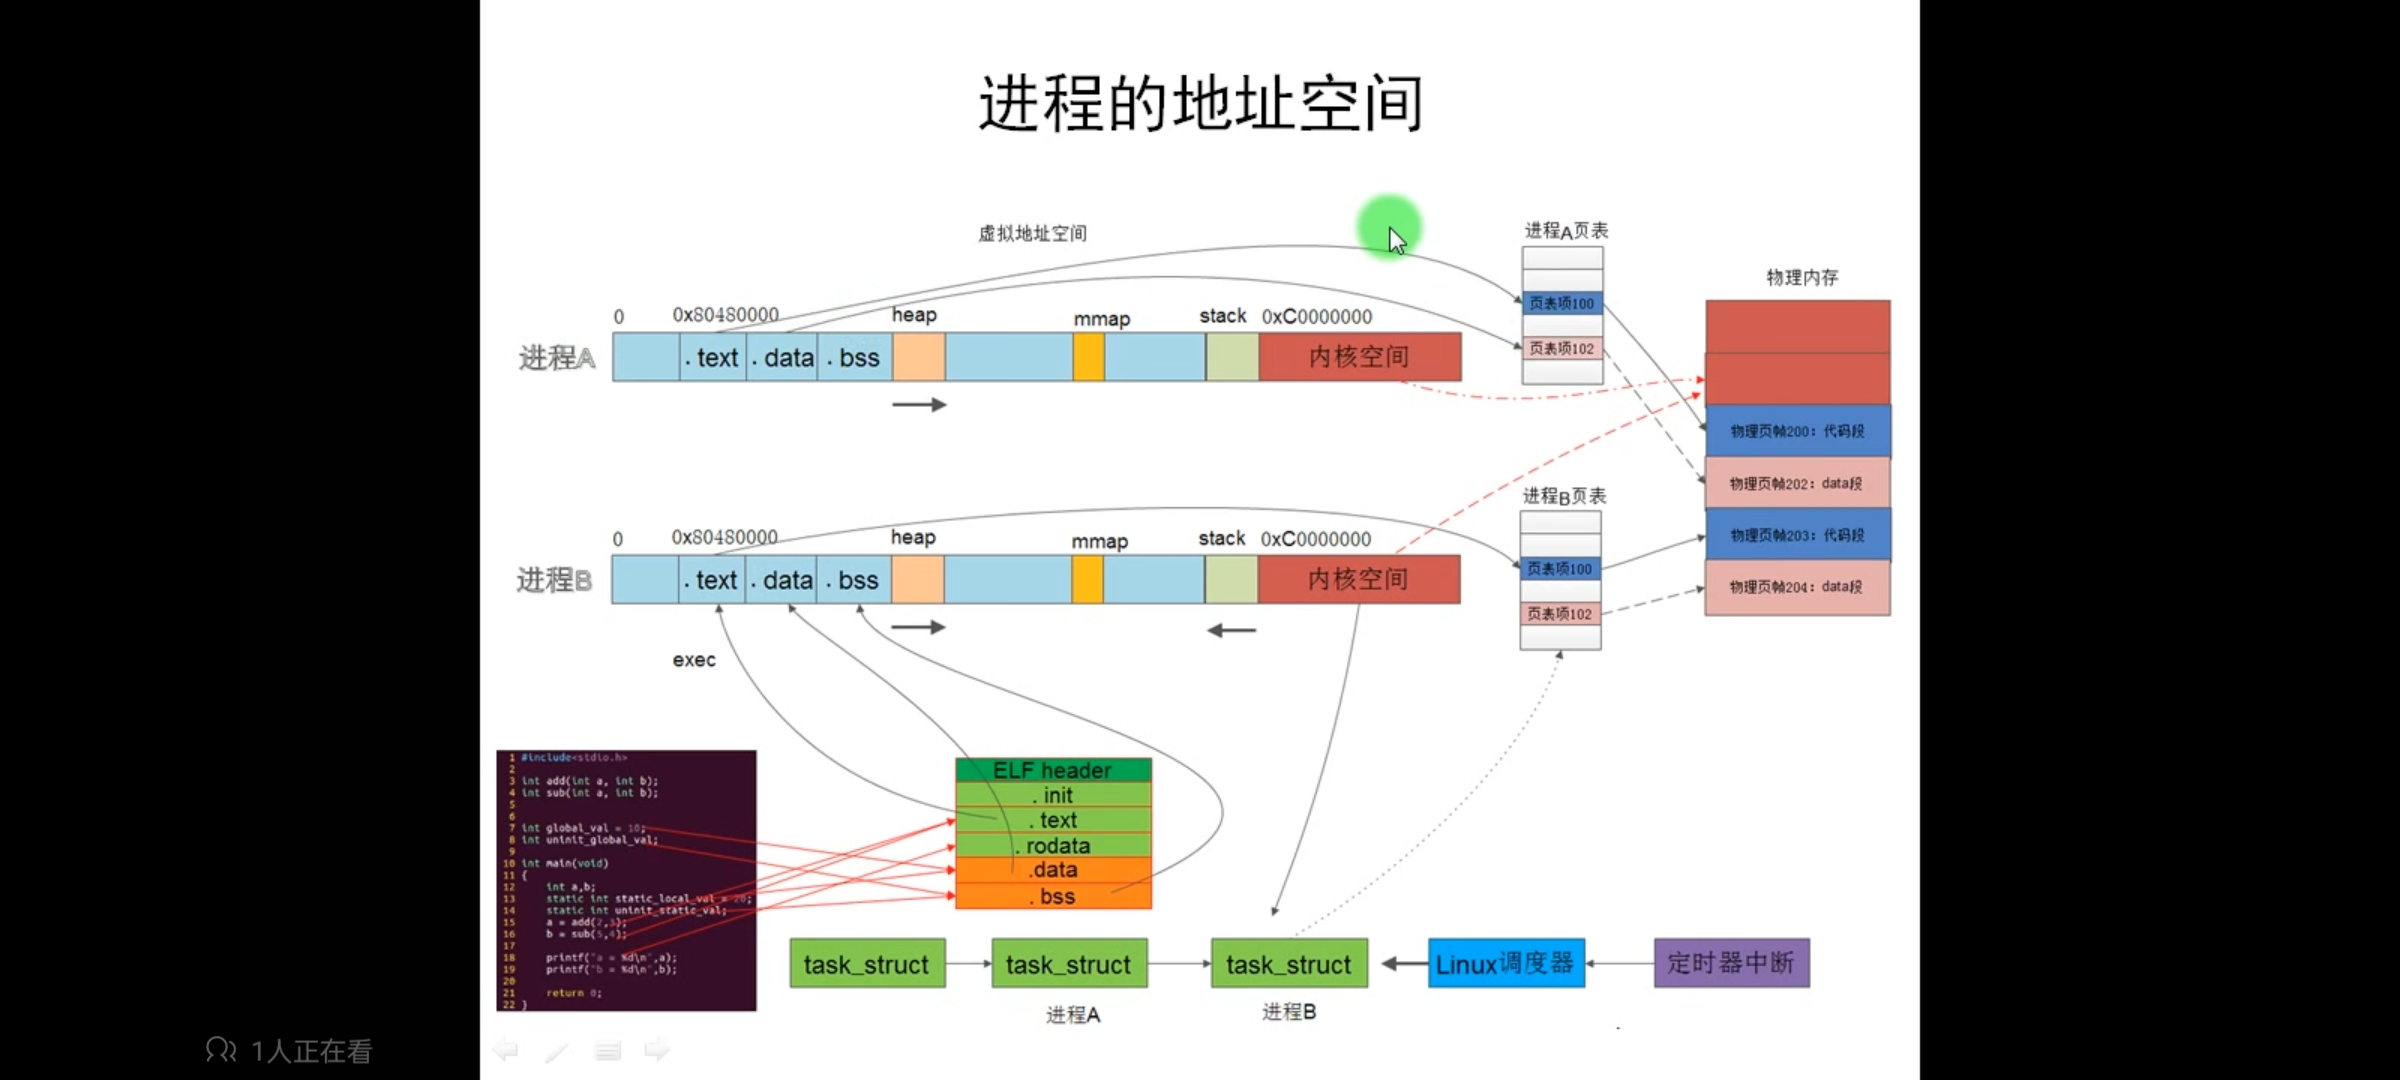 进程的地址空间
虚拟地址空间
进程A页表
物理内存
0
0x80480000
heap
mmap
stack
0xC0000000
进程A
. text
. data
. bss
内核空间
页表项100
页表项102
物理页帧200: 代码段
物理页帧202: data段
物理页帧203: 代码段
物理页帧204: data段
进程B页表
0
0x80480000
heap
mmap
stack
0xC0000000
进程B
. text
. data
. bss
内核空间
页表项100
页表项102
exec
1 #include<stdio.h>
2
3 int add(int a, int b);
4 int sub(int a, int b);
5
6
7 int global_val = 10;
8 int uninit_global_val;
9
10 int main(void)
11 {
12 int a,b;
13 static int static_local_val = 20;
14 static int uninit_static_val;
15 a = add(2,3);
16 b = sub(5,4);
17
18 printf("a = %d\n",a);
19 printf("b = %d\n",b);
20
21 return 0;
22 }
ELF header
. init
. text
. rodata
.data
. bss
task_struct
task_struct
task_struct
Linux调度器
定时器中断
进程A
进程B
1人正在看